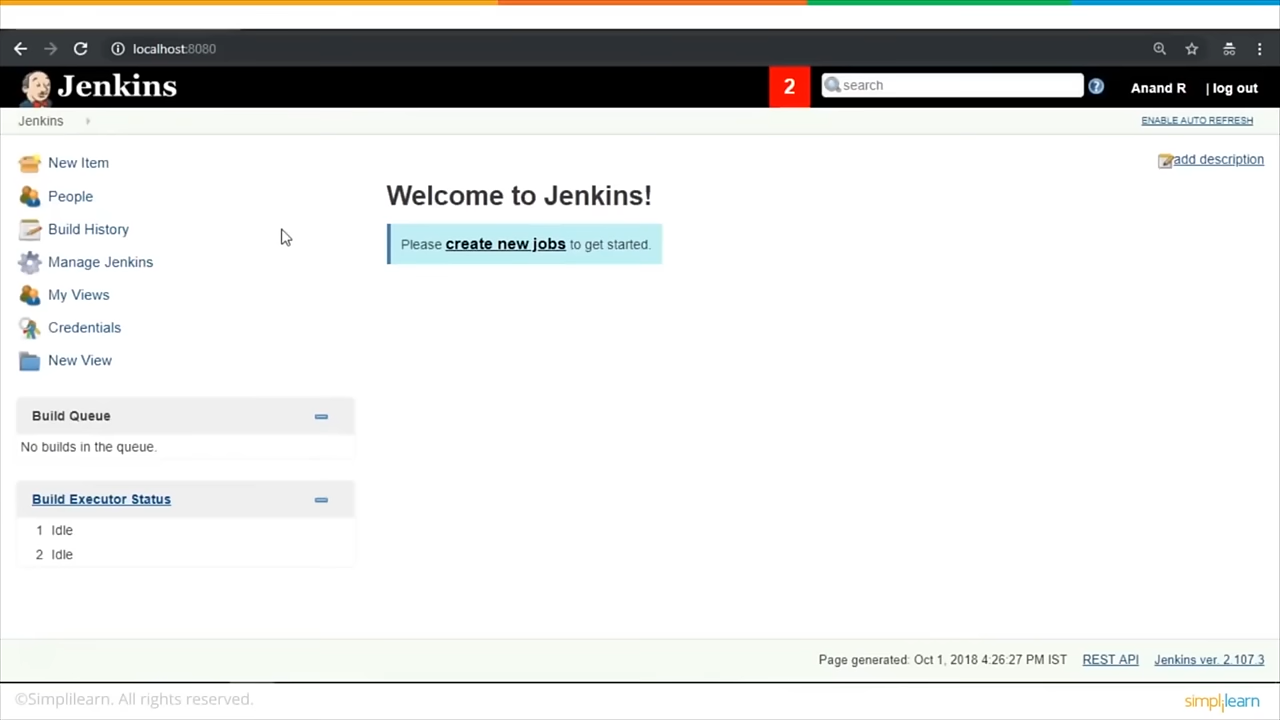 localhost:8080
Jenkins
2
search
?
Anand R | log out
Jenkins
ENABLE AUTO REFRESH
New Item
People
Build History
Manage Jenkins
My Views
Credentials
New View
add description
Welcome to Jenkins!
Please create new jobs to get started.
Build Queue
No builds in the queue.
Build Executor Status
1 Idle
2 Idle
Page generated: Oct 1, 2018 4:26:27 PM IST REST API Jenkins ver. 2.107.3
©Simplilearn. All rights reserved.
simplilearn